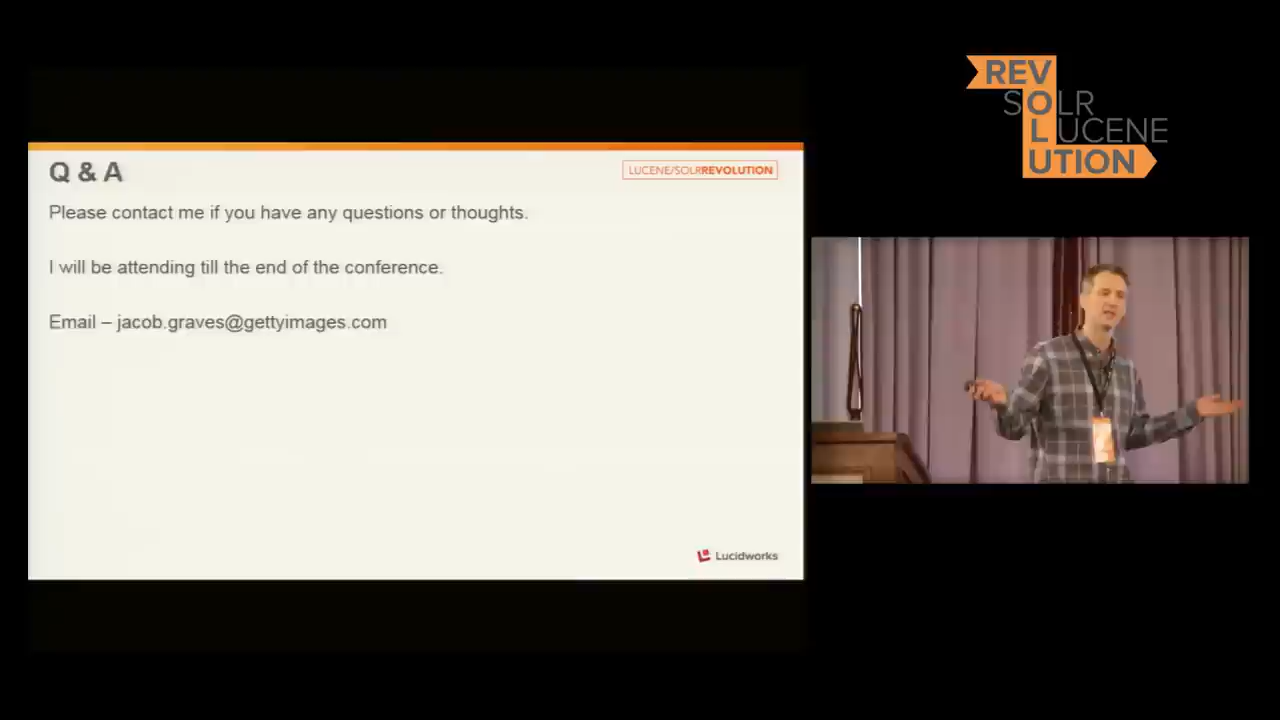 Q & A
LUCENE/SOLRREVOLUTION
Please contact me if you have any questions or thoughts.
I will be attending till the end of the conference.
Email – jacob.graves@gettyimages.com
Lucidworks
REV
SOLR
LUCENE
UTION